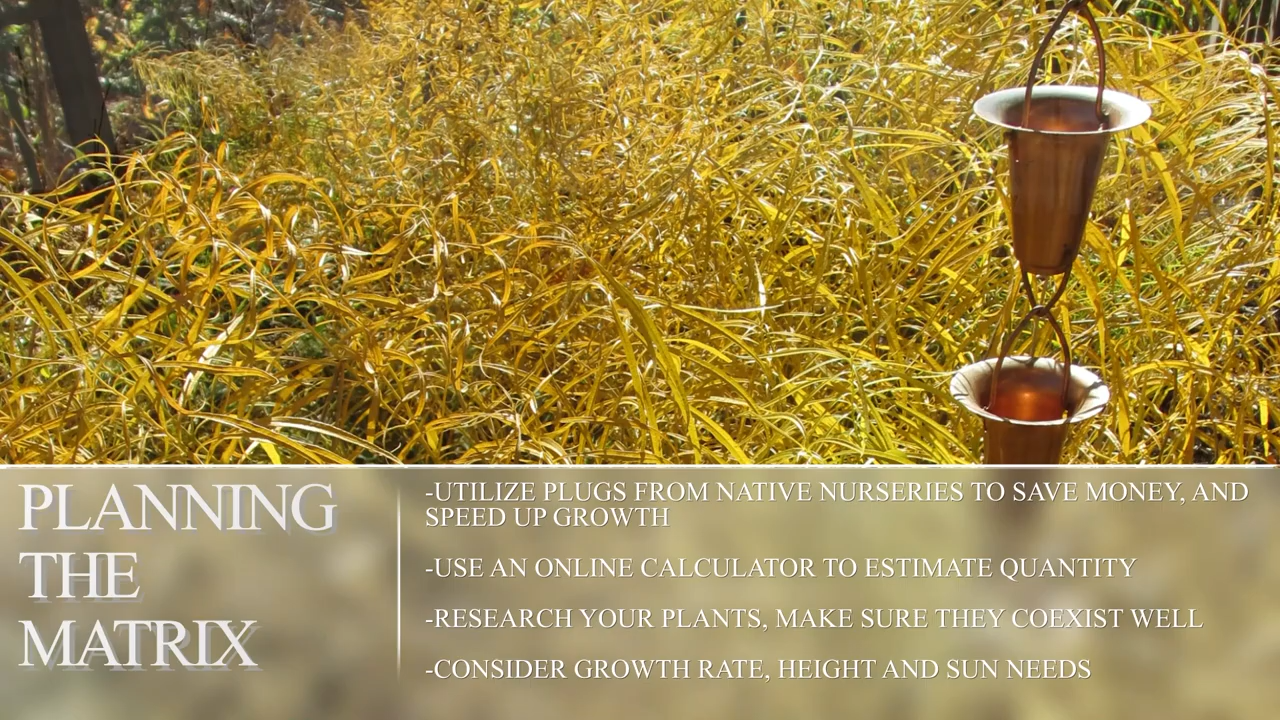 PLANNING
THE
MATRIX
-UTILIZE PLUGS FROM NATIVE NURSERIES TO SAVE MONEY, AND
SPEED UP GROWTH
-USE AN ONLINE CALCULATOR TO ESTIMATE QUANTITY
-RESEARCH YOUR PLANTS, MAKE SURE THEY COEXIST WELL
-CONSIDER GROWTH RATE, HEIGHT AND SUN NEEDS